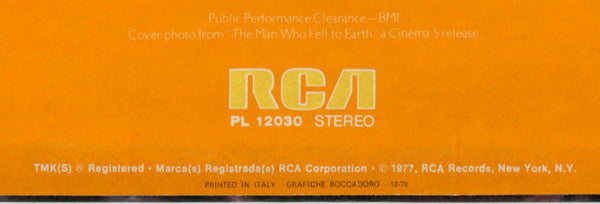 Public Performance Clearance—BMI
Cover photo from "The Man Who Fell to Earth", a Cinema 5 release.
RCA
PL 12030 STEREO
TMK(S) ® Registered • Marca(s) Registrada(s) RCA Corporation • © 1977, RCA Records, New York, N.Y.
PRINTED IN ITALY GRAFICHE BOCCADORO 12-76